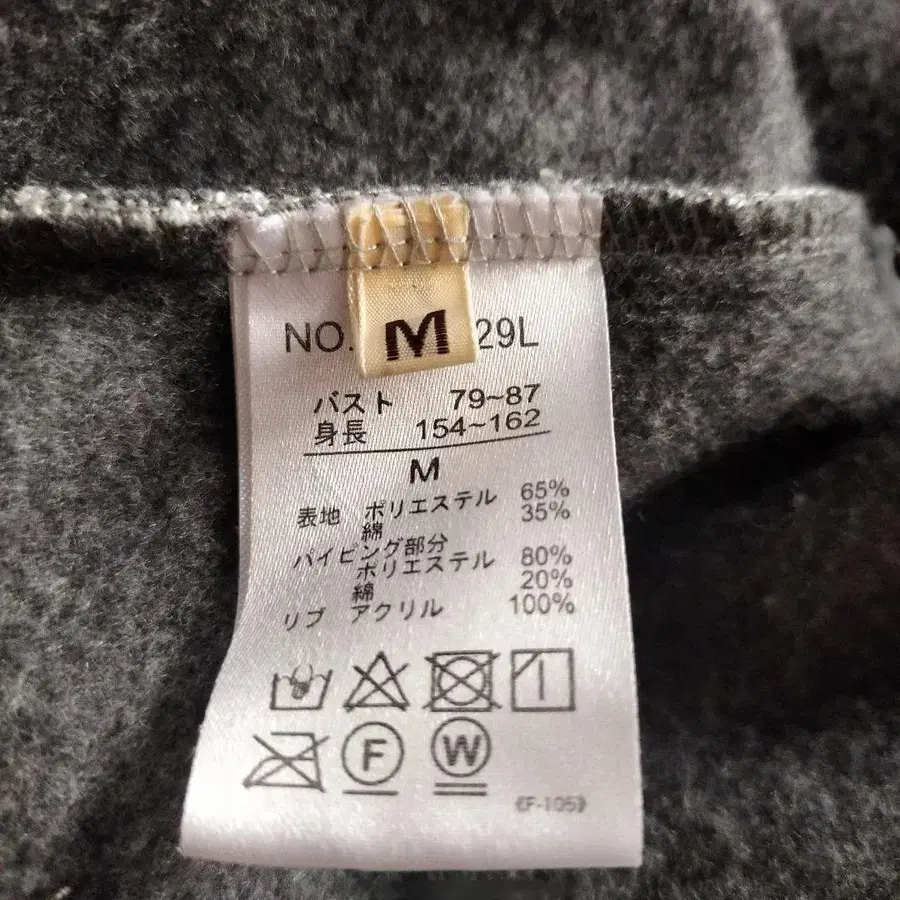 NO. M 29L
バスト 79~87
身長 154~162
M
表地 ポリエステル 65%
綿 35%
パイピング部分
ポリエステル 80%
綿 20%
リブ アクリル 100%
F W
《F-105》